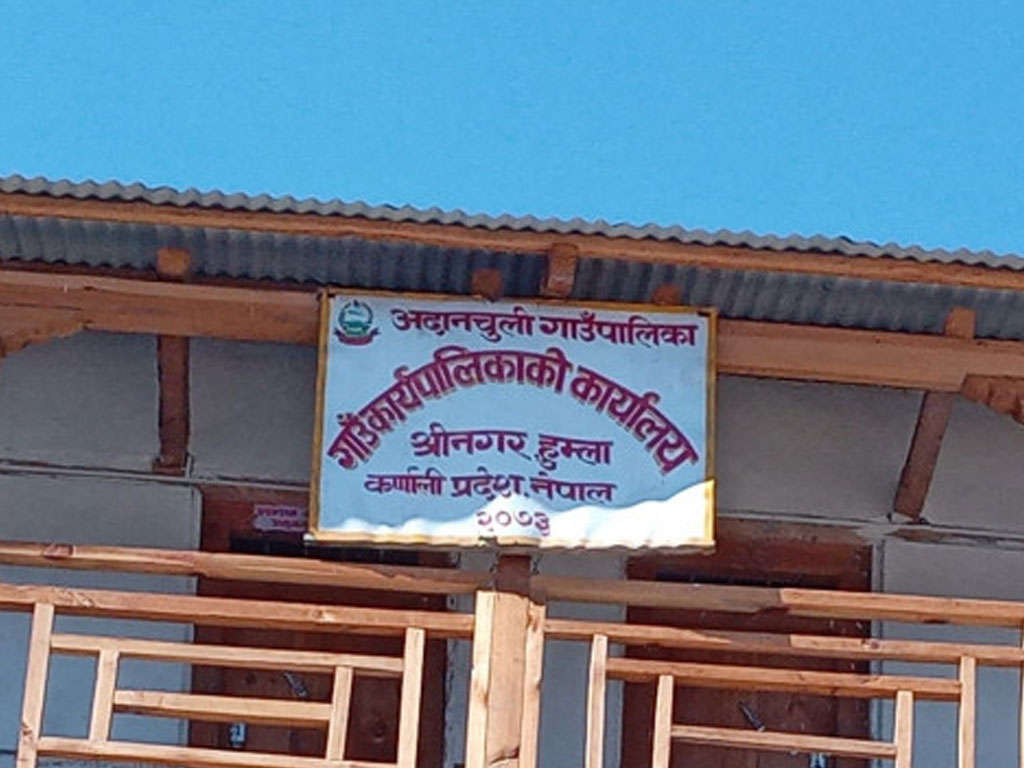 अदानचुली गाउँपालिका
गाउँकार्यपालिकाको कार्यालय
श्रीनगर हुम्ला
कर्णाली प्रदेश, नेपाल
२०७३